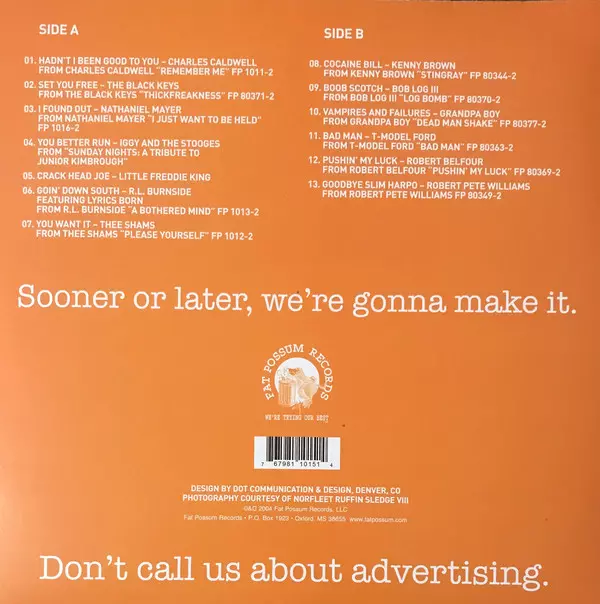 SIDE A
01. HADN'T I BEEN GOOD TO YOU – CHARLES CALDWELL
FROM CHARLES CALDWELL "REMEMBER ME" FP 1011-2
02. SET YOU FREE – THE BLACK KEYS
FROM THE BLACK KEYS "THICKFREAKNESS" FP 80371-2
03. I FOUND OUT – NATHANIEL MAYER
FROM NATHANIEL MAYER "I JUST WANT TO BE HELD"
FP 1016-2
04. YOU BETTER RUN – IGGY AND THE STOOGES
FROM "SUNDAY NIGHTS: A TRIBUTE TO
JUNIOR KIMBROUGH"
05. CRACK HEAD JOE – LITTLE FREDDIE KING
06. GOIN' DOWN SOUTH – R.L. BURNSIDE
FEATURING LYRICS BORN
FROM R.L. BURNSIDE "A BOTHERED MIND" FP 1013-2
07. YOU WANT IT – THEE SHAMS
FROM THEE SHAMS "PLEASE YOURSELF" FP 1012-2
SIDE B
08. COCAINE BILL – KENNY BROWN
FROM KENNY BROWN "STINGRAY" FP 80344-2
09. BOOB SCOTCH – BOB LOG III
FROM BOB LOG III "LOG BOMB" FP 80370-2
10. VAMPIRES AND FAILURES – GRANDPA BOY
FROM GRANDPA BOY "DEAD MAN SHAKE" FP 80377-2
11. BAD MAN – T-MODEL FORD
FROM T-MODEL FORD "BAD MAN" FP 80363-2
12. PUSHIN' MY LUCK – ROBERT BELFOUR
FROM ROBERT BELFOUR "PUSHIN' MY LUCK" FP 80369-2
13. GOODBYE SLIM HARPO – ROBERT PETE WILLIAMS
FROM ROBERT PETE WILLIAMS FP 80349-2
Sooner or later, we're gonna make it.
FAT POSSUM RECORDS
WE'RE TRYING OUR BEST
7 67981 10151 4
DESIGN BY DOT COMMUNICATION & DESIGN, DENVER, CO
PHOTOGRAPHY COURTESY OF NORFLEET RUFFIN SLEDGE VIII
©&℗ 2004 Fat Possum Records, LLC
Fat Possum Records • P.O. Box 1923 • Oxford, MS 38655 www.fatpossum.com
Don't call us about advertising.